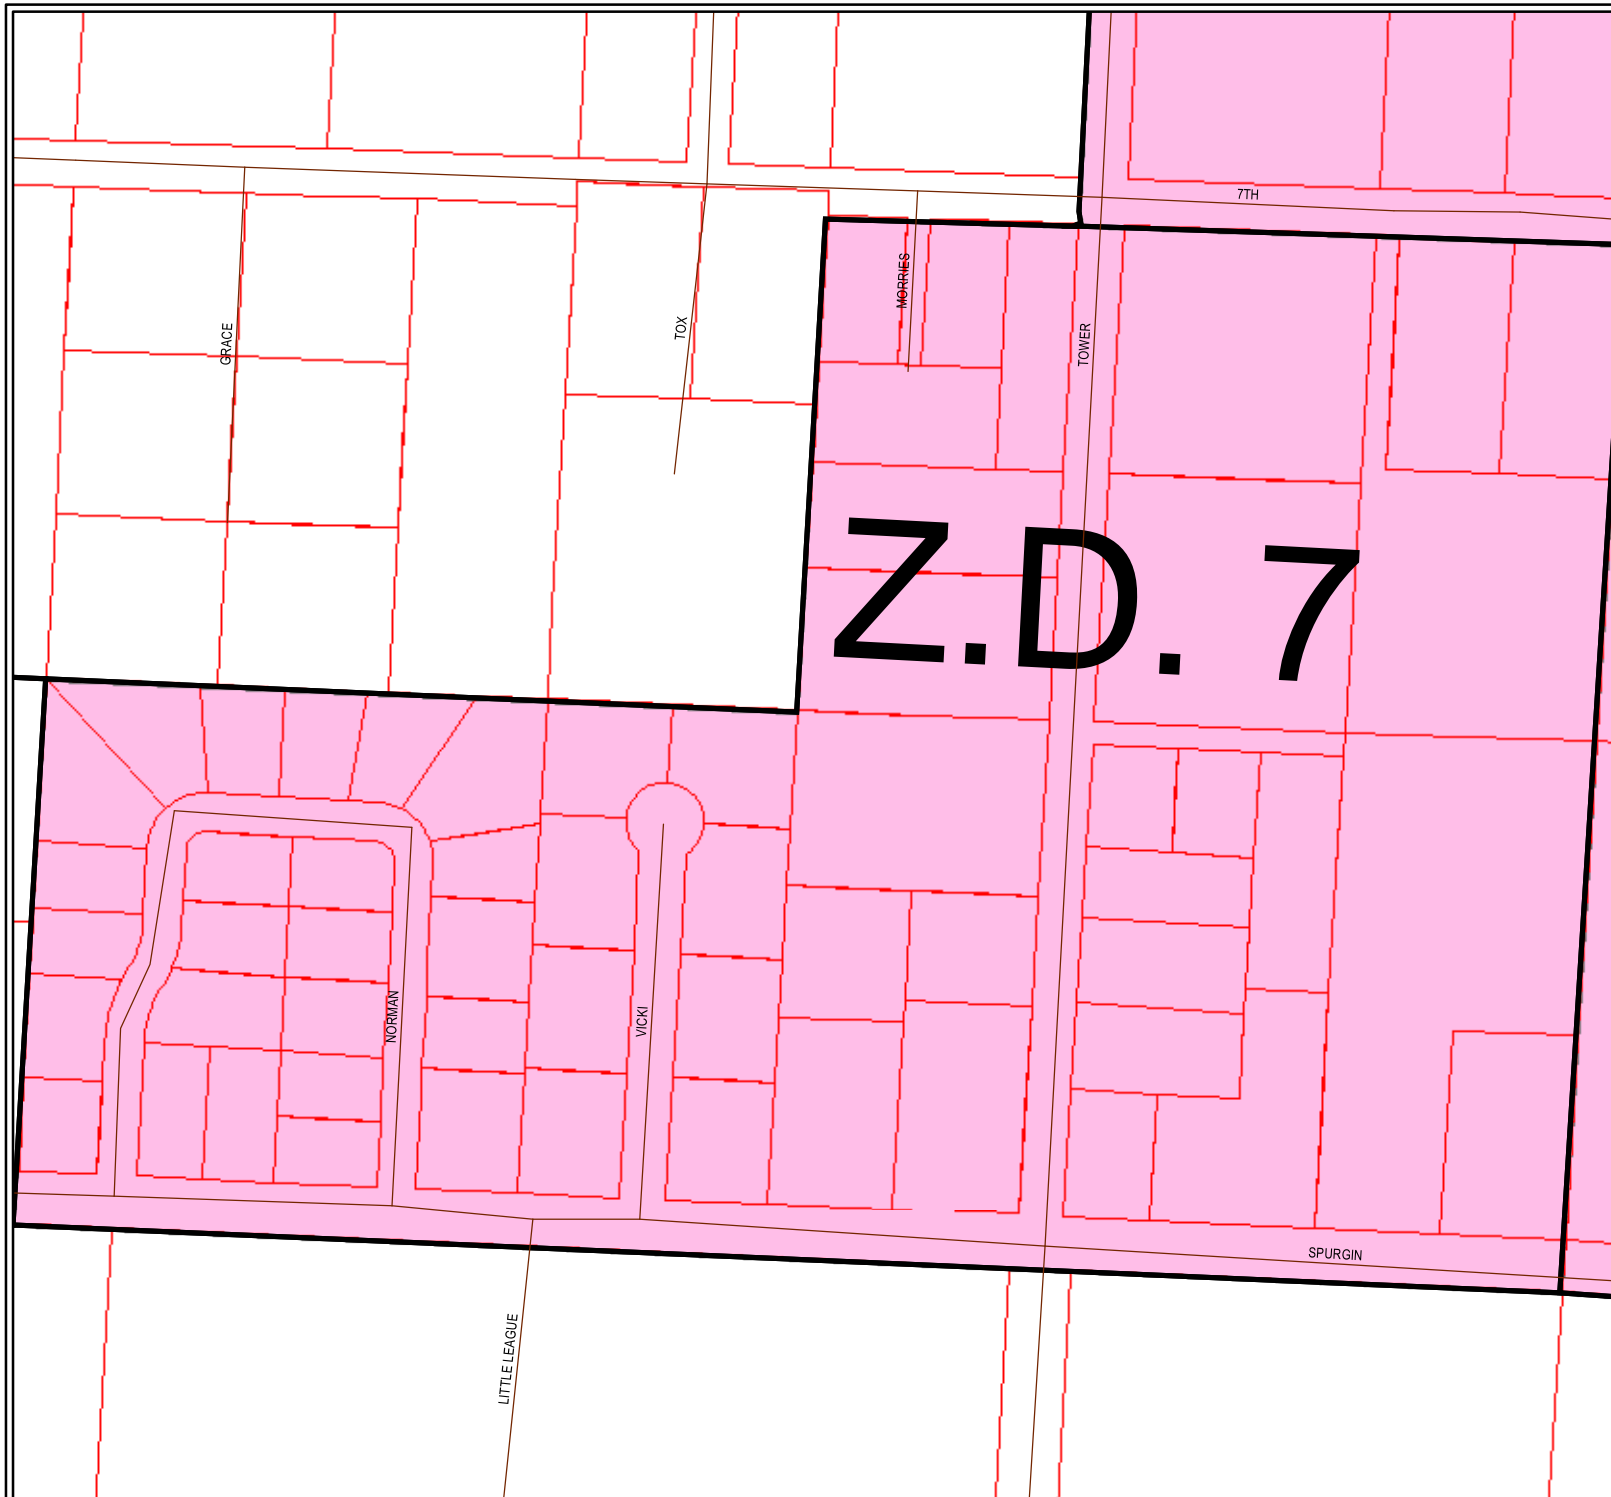 7TH
MORRIES
GRACE
TOX
TOWER
Z.D. 7
NORMAN
VICKI
SPURGIN
LITTLE LEAGUE